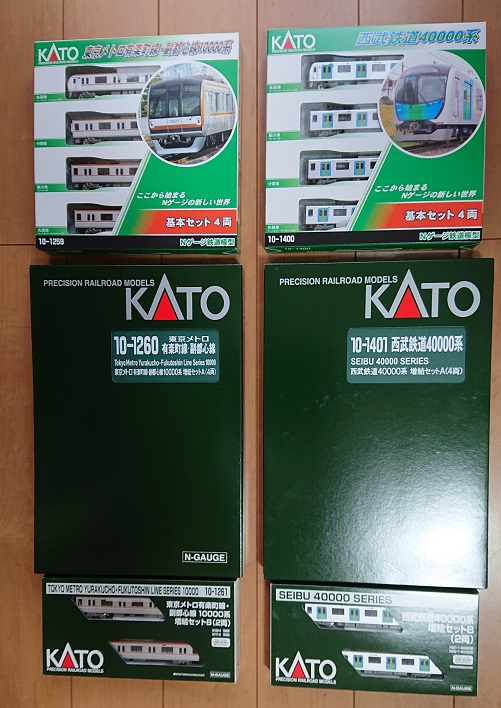 KATO
東京メトロ有楽町線・副都心線10000系
ここから始まる
Nゲージの新しい世界
基本セット4両
10-1259
Nゲージ鉄道模型
KATO
西武鉄道40000系
ここから始まる
Nゲージの新しい世界
基本セット4両
10-1400
Nゲージ鉄道模型
PRECISION RAILROAD MODELS
KATO
10-1260 東京メトロ
有楽町線・副都心線
Tokyo Metro Yurakucho・Fukutoshin Line Series 10000
東京メトロ有楽町線・副都心線10000系 増結セットA(4両)
N-GAUGE
PRECISION RAILROAD MODELS
KATO
10-1401 西武鉄道40000系
SEIBU 40000 SERIES
西武鉄道40000系 増結セットA(4両)
TOKYO METRO YURAKUCHO・FUKUTOSHIN LINE SERIES 10000 10-1261
東京メトロ有楽町線・
副都心線 10000系
増結セットB(2両)
KATO
PRECISION RAILROAD MODELS
SEIBU 40000 SERIES
西武鉄道40000系
増結セットB
(2両)
KATO
PRECISION RAILROAD MODELS